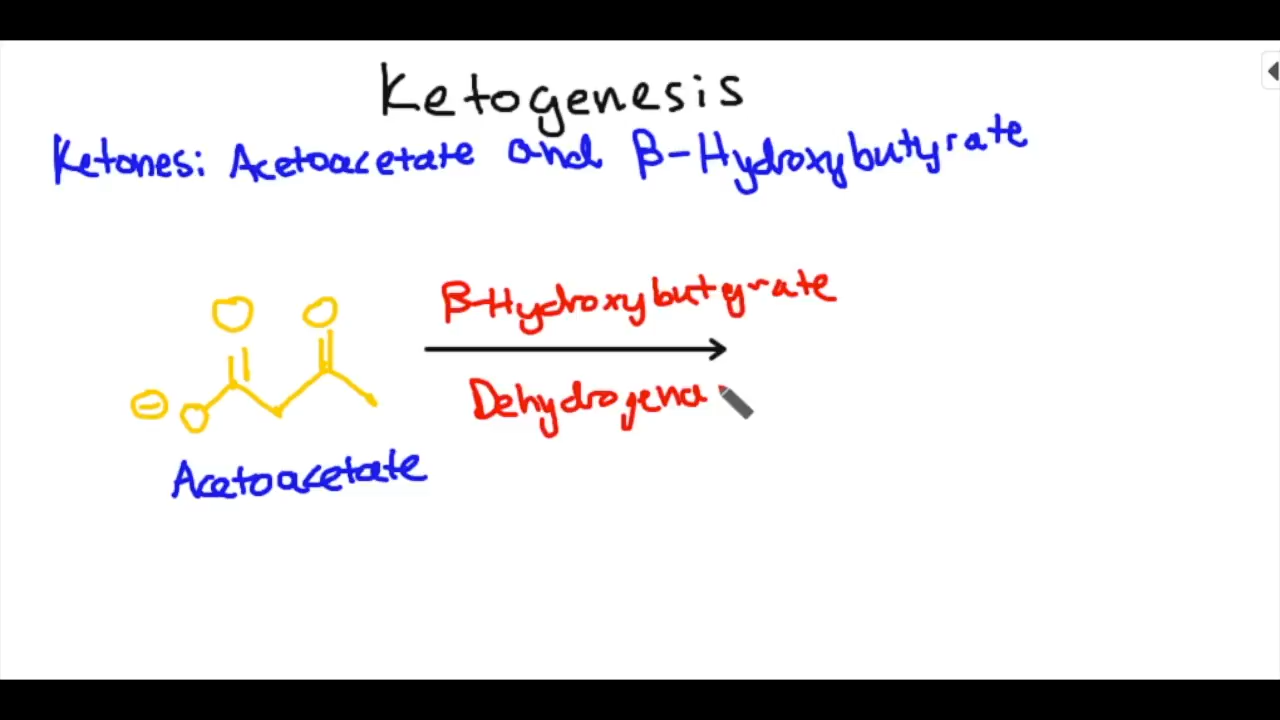 Ketogenesis
Ketones: Acetoacetate and β-Hydroxybutyrate
O O
β-Hydroxybutyrate
⊖ O
Dehydrogena
Acetoacetate